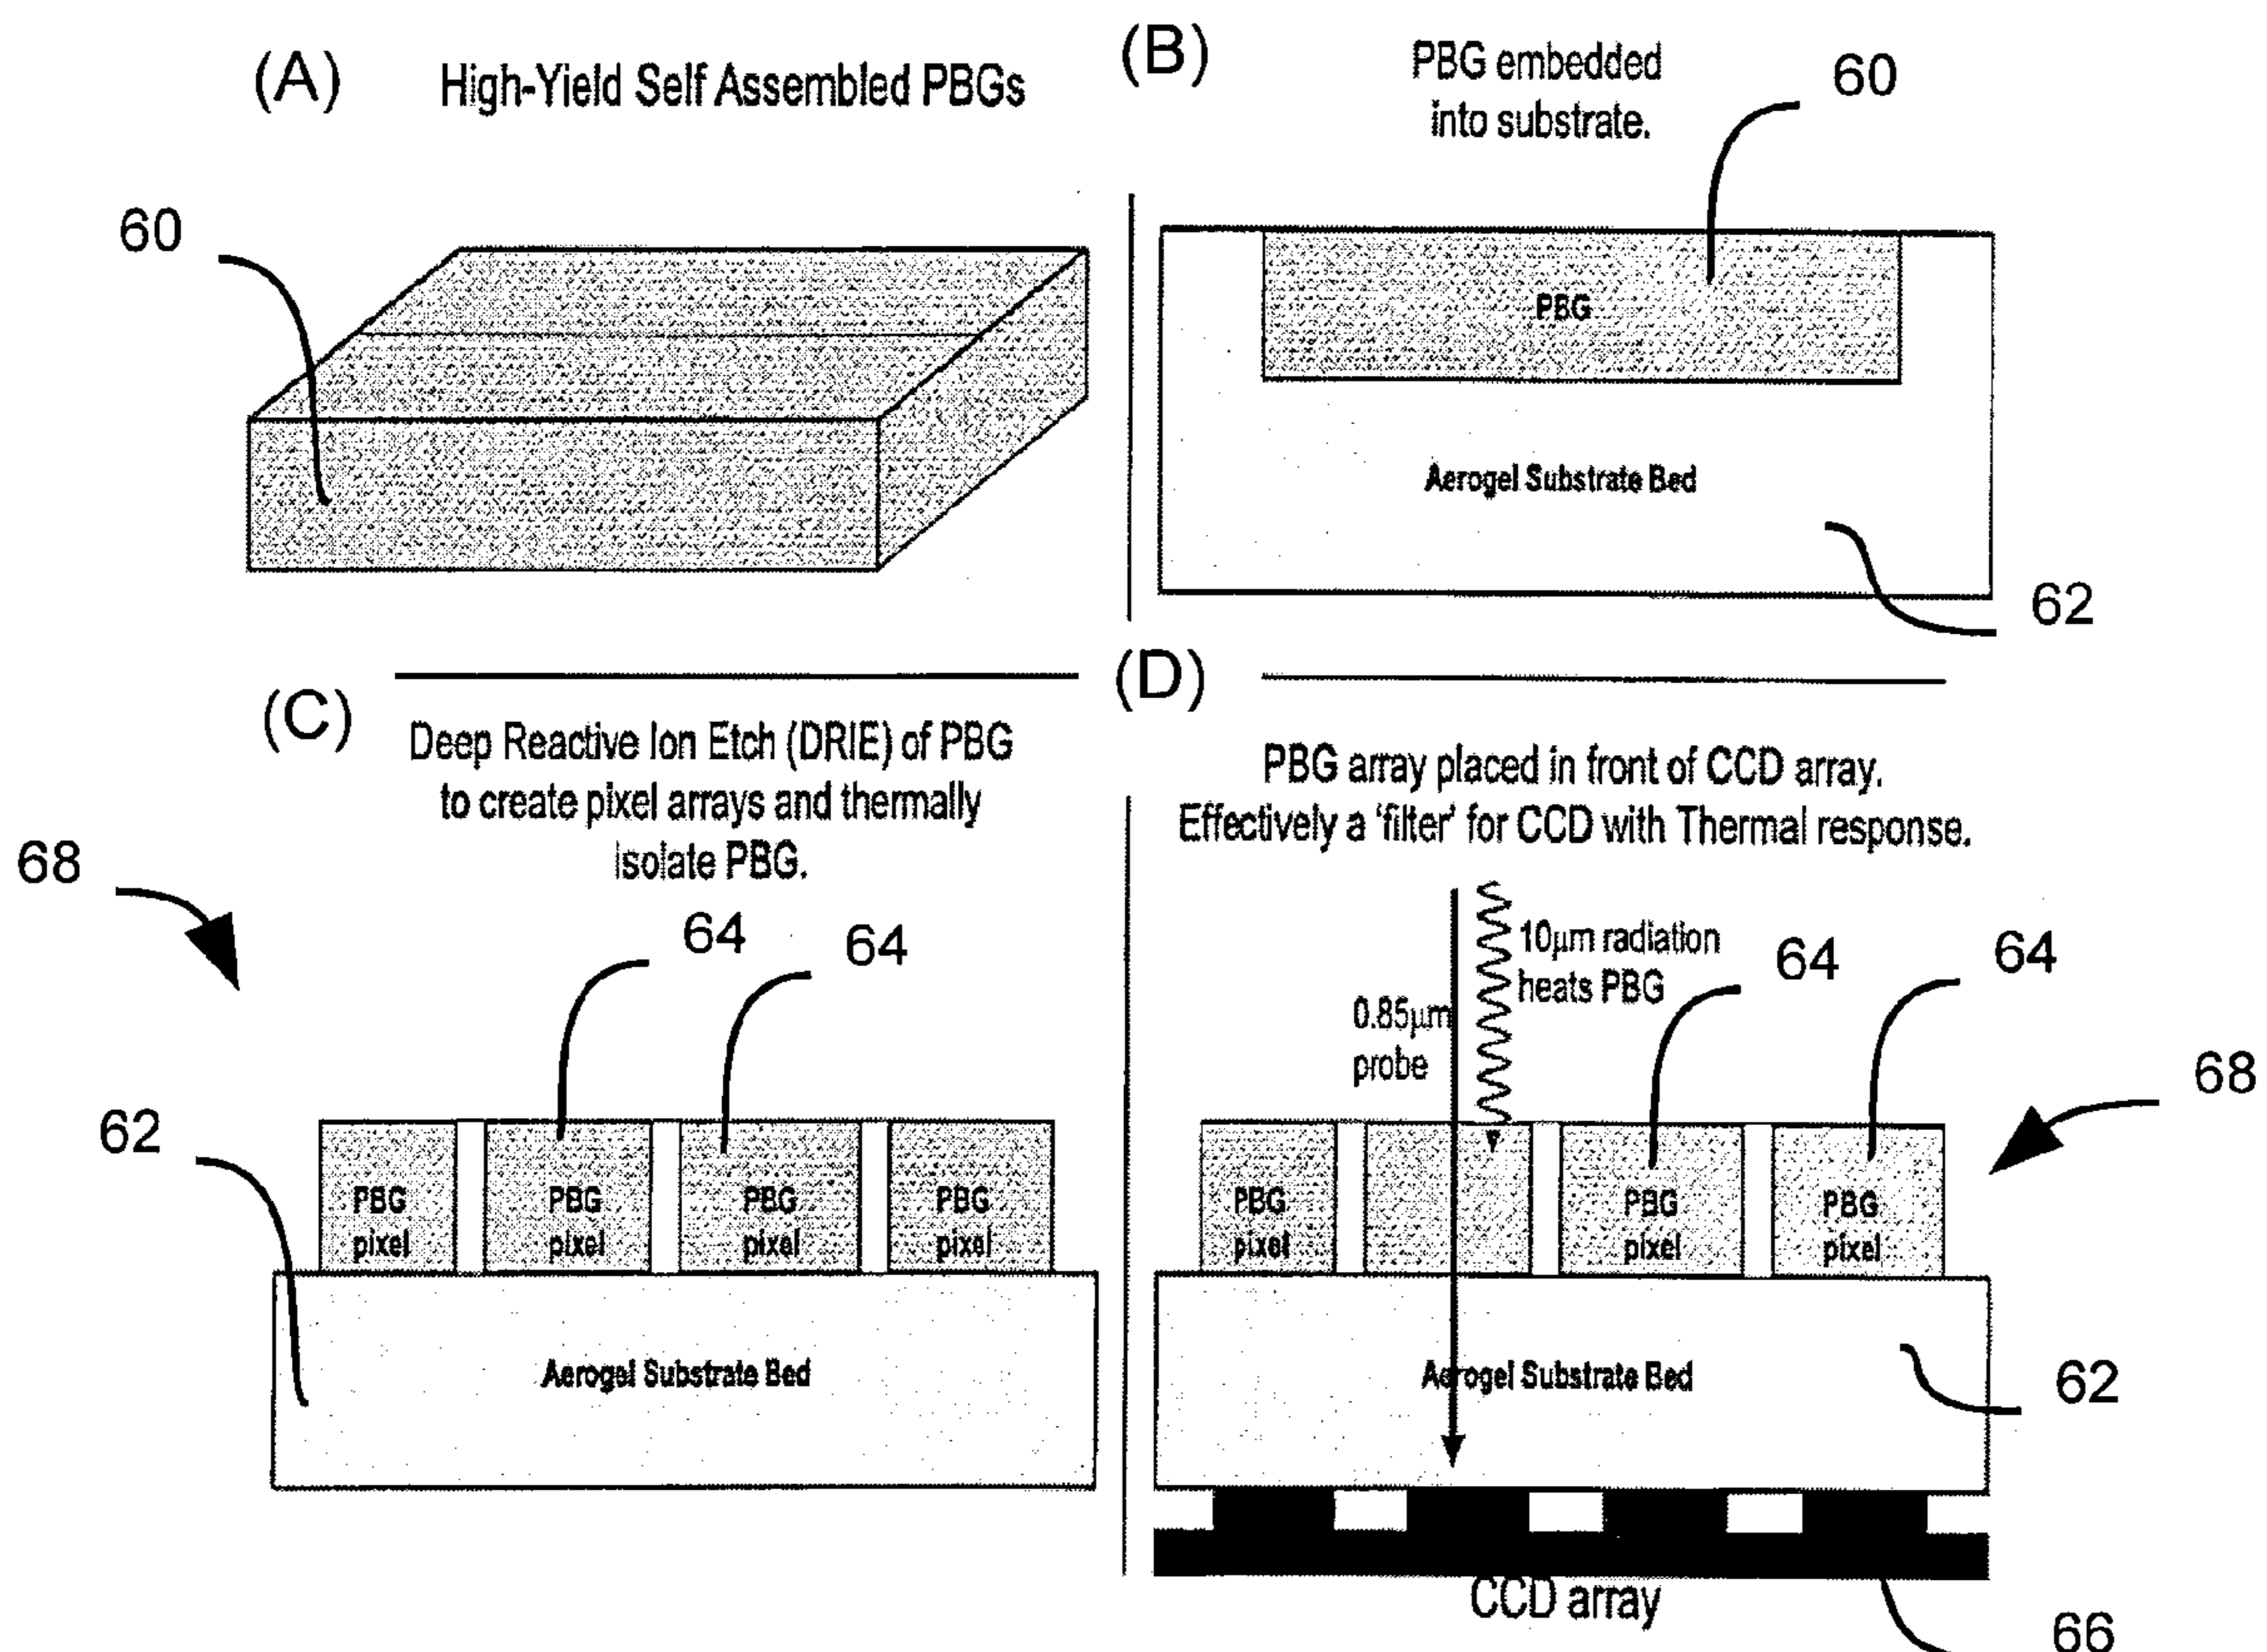 (A)
High-Yield Self Assembled PBGs
60
(B)
PBG embedded
into substrate.
60
PBG
Aerogel Substrate Bed
62
(C)
Deep Reactive Ion Etch (DRIE) of PBG
to create pixel arrays and thermally
isolate PBG.
68
64
64
62
PBG
pixel
PBG
pixel
PBG
pixel
PBG
pixel
Aerogel Substrate Bed
(D)
PBG array placed in front of CCD array.
Effectively a 'filter' for CCD with Thermal response.
10μm radiation
heats PBG
0.85μm
probe
64
64
68
PBG
pixel
PBG
pixel
PBG
pixel
Aerogel Substrate Bed
62
CCD array
66